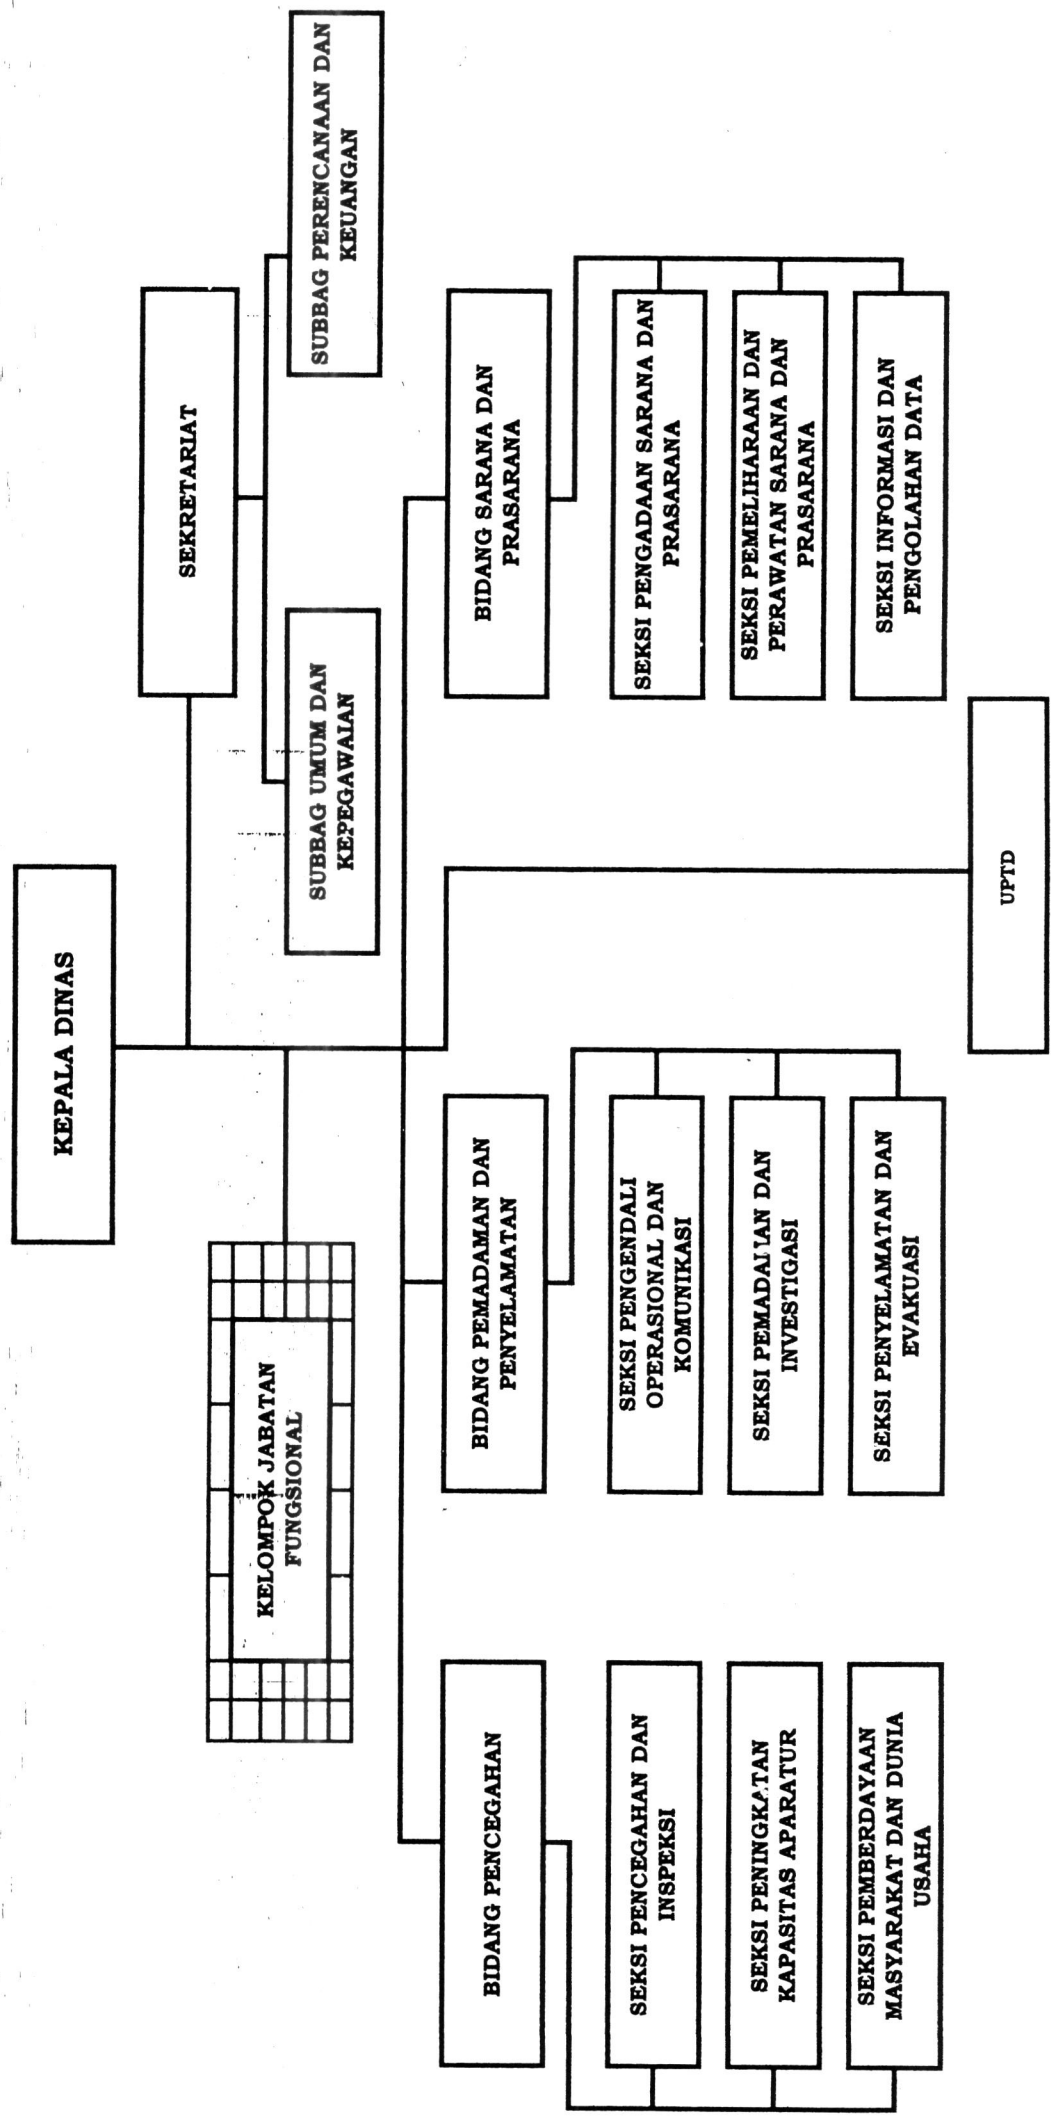 KEPALA DINAS
SEKRETARIAT
KELOMPOK JABATAN
FUNGSIONAL
SUBBAG UMUM DAN
KEPEGAWAIAN
SUBBAG PERENCANAAN DAN
KEUANGAN
BIDANG PENCEGAHAN
BIDANG PEMADAMAN DAN
PENYELAMATAN
BIDANG SARANA DAN
PRASARANA
SEKSI PENCEGAHAN DAN
INSPEKSI
SEKSI PENGENDALI
OPERASIONAL DAN
KOMUNIKASI
SEKSI PENGADAAN SARANA DAN
PRASARANA
SEKSI PENINGKATAN
KAPASITAS APARATUR
SEKSI PEMADAMAN DAN
INVESTIGASI
SEKSI PEMELIHARAAN DAN
PERAWATAN SARANA DAN
PRASARANA
SEKSI PEMBERDAYAAN
MASYARAKAT DAN DUNIA
USAHA
SEKSI PENYELAMATAN DAN
EVAKUASI
SEKSI INFORMASI DAN
PENGOLAHAN DATA
UPTD